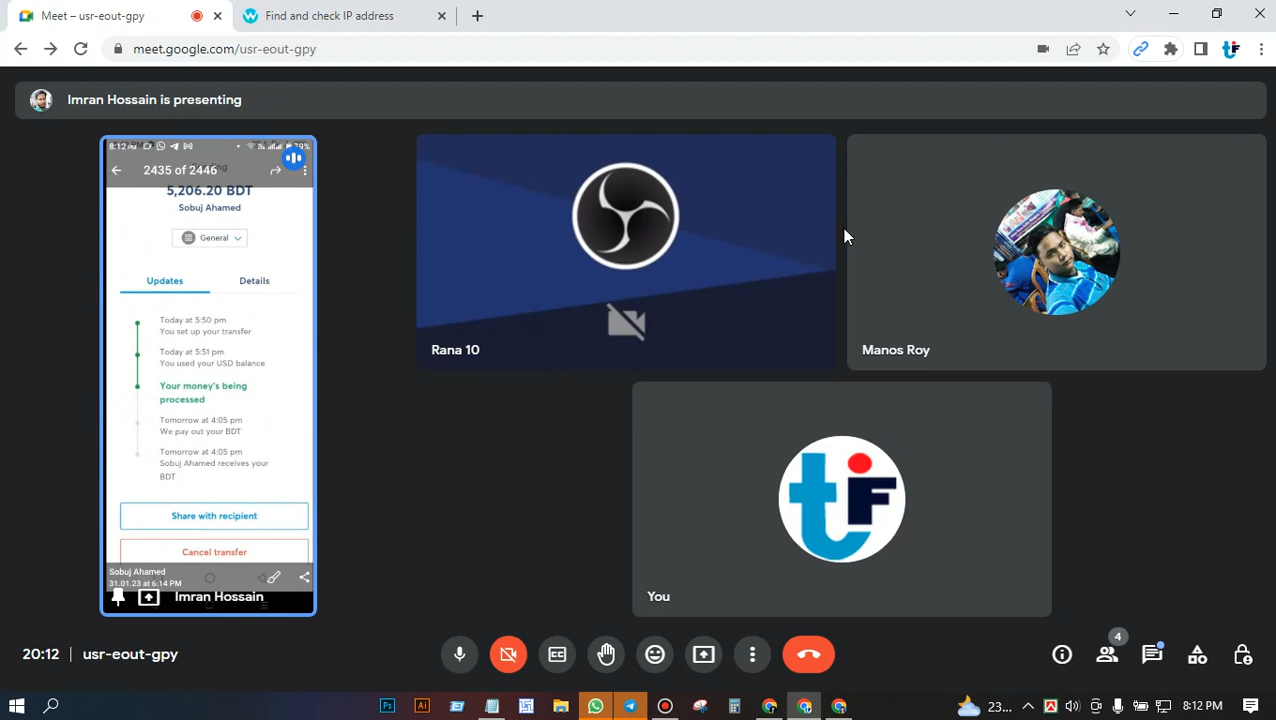 Meet – usr-eout-gpy
Find and check IP address
meet.google.com/usr-eout-gpy
Imran Hossain is presenting
8:12 PM
79%
2435 of 2446
5,206.20 BDT
Sobuj Ahamed
General
Updates
Details
Today at 5:50 pm
You set up your transfer
Today at 5:51 pm
You used your USD balance
Your money's being
processed
Tomorrow at 4:05 pm
We pay out your BDT
Tomorrow at 4:05 pm
Sobuj Ahamed receives your
BDT
Share with recipient
Cancel transfer
Sobuj Ahamed
31.01.23 at 6:14 PM
Imran Hossain
Rana 10
Manos Roy
tiF
You
20:12
usr-eout-gpy
4
Ps
Ai
23...
8:12 PM